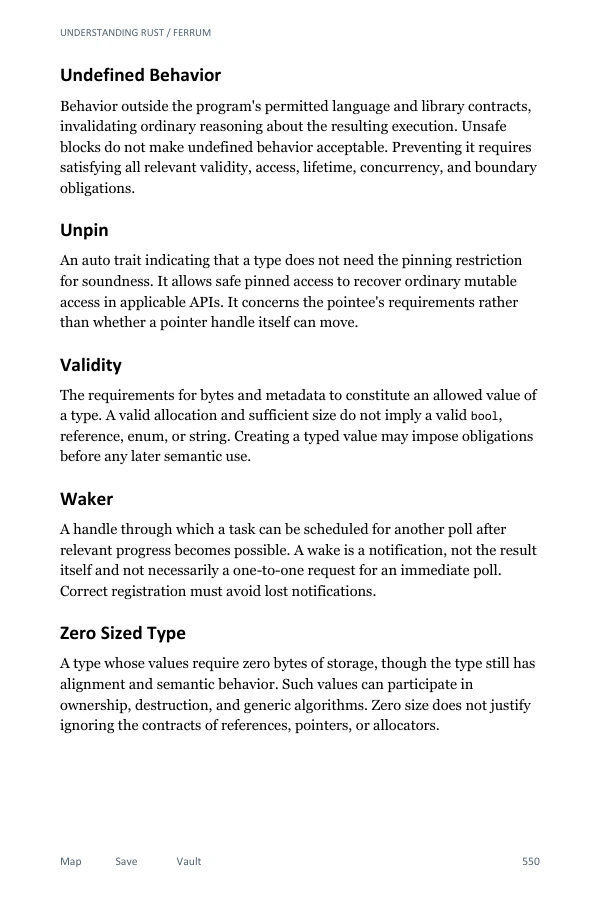 UNDERSTANDING RUST / FERRUM
Undefined Behavior
Behavior outside the program's permitted language and library contracts,
invalidating ordinary reasoning about the resulting execution. Unsafe
blocks do not make undefined behavior acceptable. Preventing it requires
satisfying all relevant validity, access, lifetime, concurrency, and boundary
obligations.
Unpin
An auto trait indicating that a type does not need the pinning restriction
for soundness. It allows safe pinned access to recover ordinary mutable
access in applicable APIs. It concerns the pointee's requirements rather
than whether a pointer handle itself can move.
Validity
The requirements for bytes and metadata to constitute an allowed value of
a type. A valid allocation and sufficient size do not imply a valid bool,
reference, enum, or string. Creating a typed value may impose obligations
before any later semantic use.
Waker
A handle through which a task can be scheduled for another poll after
relevant progress becomes possible. A wake is a notification, not the result
itself and not necessarily a one-to-one request for an immediate poll.
Correct registration must avoid lost notifications.
Zero Sized Type
A type whose values require zero bytes of storage, though the type still has
alignment and semantic behavior. Such values can participate in
ownership, destruction, and generic algorithms. Zero size does not justify
ignoring the contracts of references, pointers, or allocators.
Map Save Vault 550